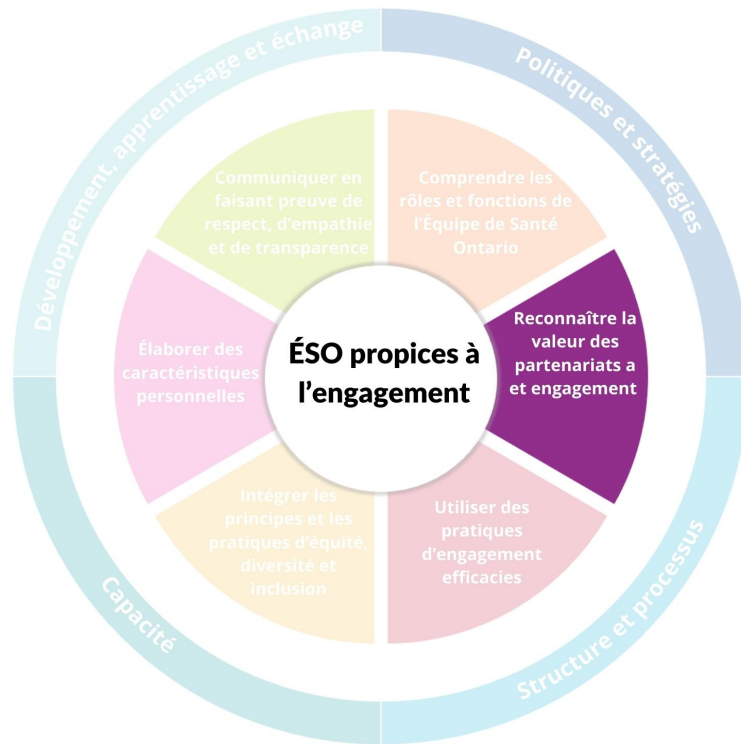 Développement, apprentissage et échange
Politiques et stratégies
Communiquer en
faisant preuve de
respect, d'empathie
et de transparence
Comprendre les
rôles et fonctions de
l'Équipe de Santé
Ontario
Élaborer des
caractéristiques
personnelles
ÉSO propices à
l'engagement
Reconnaître la
valeur des
partenariats a
et engagement
Intégrer les
principes et les
pratiques d'équité,
diversité et
inclusion
Utiliser des
pratiques
d'engagement
efficacies
Capacité
Structure et processus